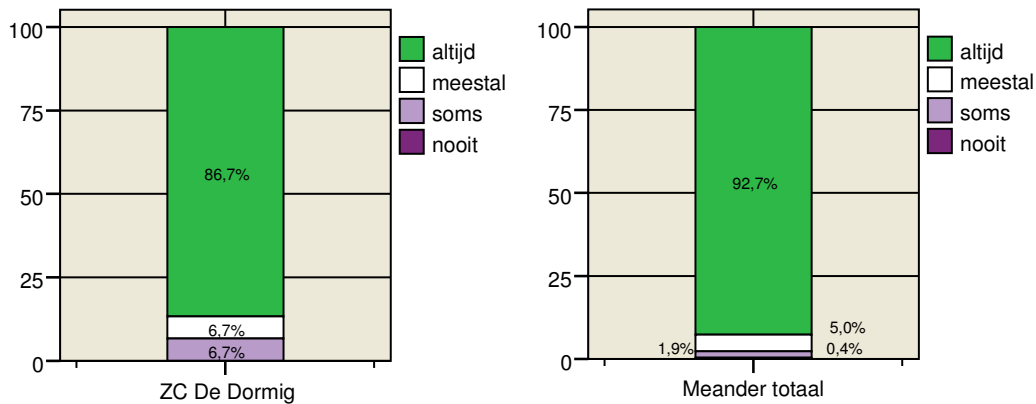 100
75
50
25
0
86,7%
6,7%
6,7%
altijd
meestal
soms
nooit
ZC De Dormig
100
75
50
25
0
92,7%
5,0%
1,9%
0,4%
altijd
meestal
soms
nooit
Meander totaal